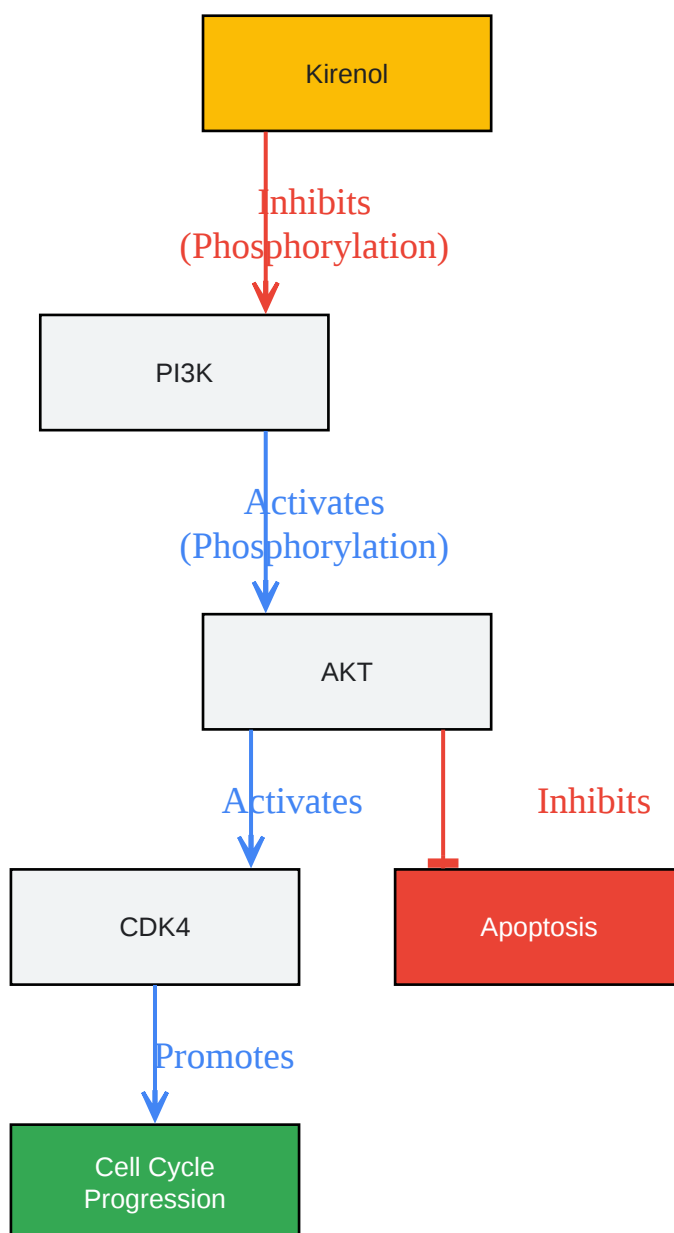 Kirenol
Inhibits
(Phosphorylation)
PI3K
Activates
(Phosphorylation)
AKT
Activates
Inhibits
CDK4
Apoptosis
Promotes
Cell Cycle
Progression